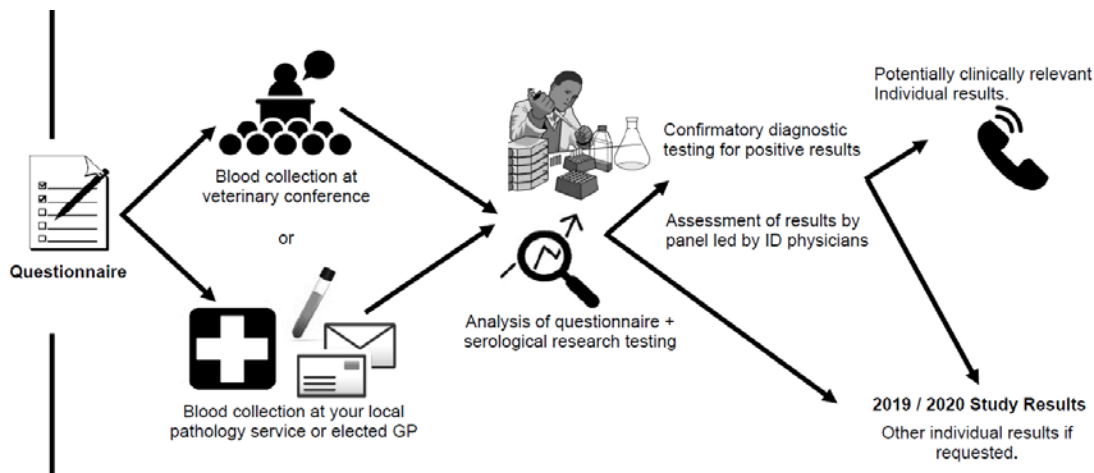 Questionnaire
Blood collection at
veterinary conference
or
Blood collection at your local
pathology service or elected GP
Analysis of questionnaire +
serological research testing
Confirmatory diagnostic
testing for positive results
Assessment of results by
panel led by ID physicians
Potentially clinically relevant
Individual results.
2019 / 2020 Study Results
Other individual results if
requested.